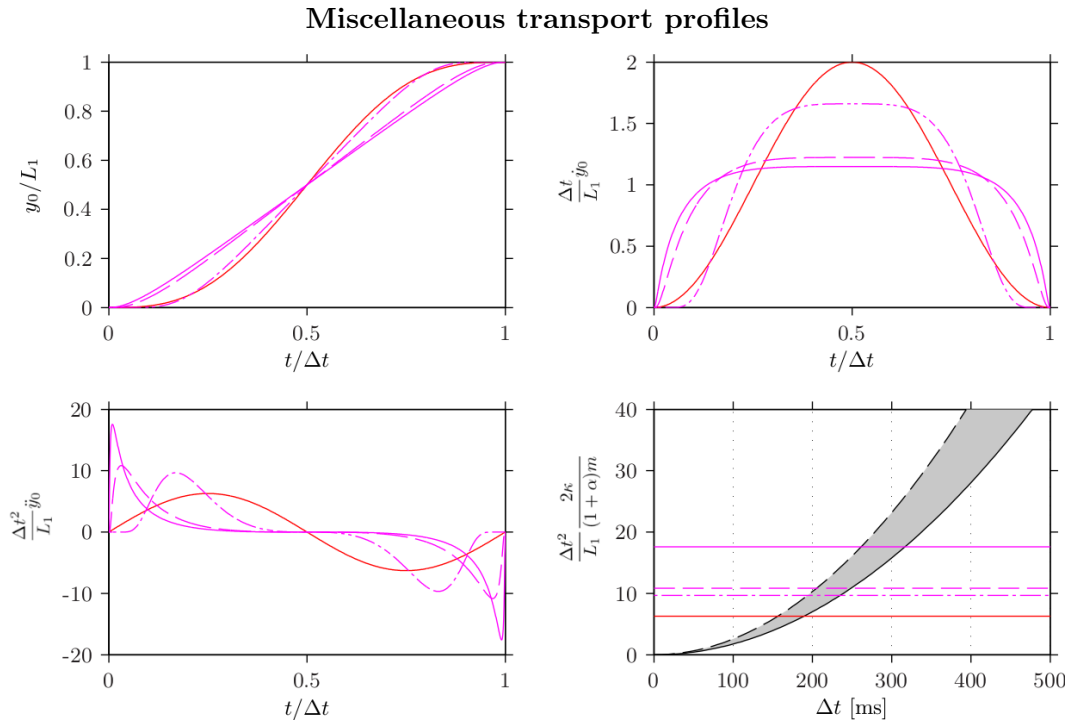 Miscellaneous transport profiles
y₀/L₁
1
0.8
0.6
0.4
0.2
0
0 0.5 1
t/Δt
Δt/L₁ ẏ₀
2
1.5
1
0.5
0
0 0.5 1
t/Δt
Δt²/L₁ ÿ₀
20
10
0
-10
-20
0 0.5 1
t/Δt
Δt²/L₁ 2κ/(1 + α)m
40
30
20
10
0
0 100 200 300 400 500
Δt [ms]